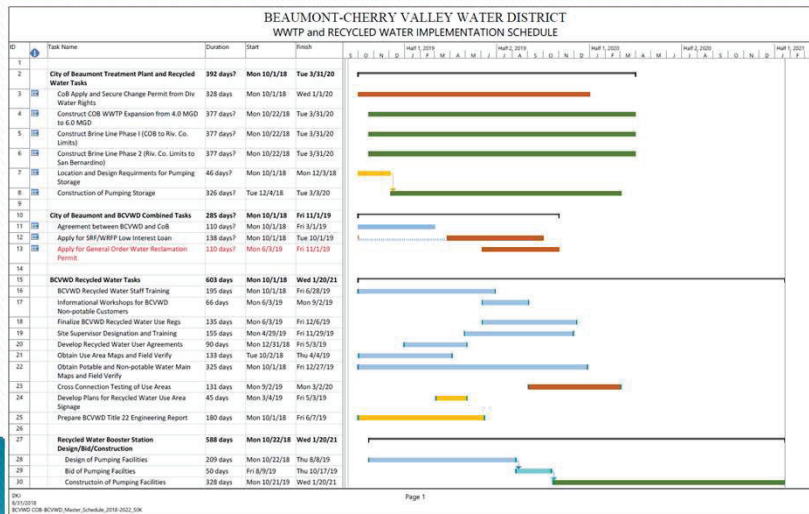 BEAUMONT-CHERRY VALLEY WATER DISTRICT
WWTP and RECYCLED WATER IMPLEMENTATION SCHEDULE
ID Task Name Duration Start Finish Half 1, 2019 Half 2, 2019 Half 1, 2020 Half 2, 2020 Half 1, 2021
S O N D J F M A M J J A S O N D J F M A M J J A S O N D J
1
2 City of Beaumont Treatment Plant and Recycled 392 days? Mon 10/1/18 Tue 3/31/20
Water Tasks
3 CoB Apply and Secure Change Permit from Div 328 days Mon 10/1/18 Wed 1/1/20
Water Rights
4 Construct COB WWTP Expansion from 4.0 MGD 377 days? Mon 10/22/18 Tue 3/31/20
to 6.0 MGD
5 Construct Brine Line Phase I (COB to Riv. Co. 377 days? Mon 10/22/18 Tue 3/31/20
Limits)
6 Construct Brine Line Phase 2 (Riv. Co. Limits to 377 days? Mon 10/22/18 Tue 3/31/20
San Bernardino)
7 Location and Design Requirments for Pumping 46 days? Mon 10/1/18 Mon 12/3/18
Storage
8 Construction of Pumping Storage 326 days? Tue 12/4/18 Tue 3/3/20
9
10 City of Beaumont and BCVWD Combined Tasks 285 days? Mon 10/1/18 Fri 11/1/19
11 Agreement between BCVWD and CoB 110 days? Mon 10/1/18 Fri 3/1/19
12 Apply for SRF/WRFP Low Interest Loan 138 days? Mon 10/1/18 Tue 10/1/19
13 Apply for General Order Water Reclamation 110 days? Mon 6/3/19 Fri 11/1/19
Permit
14
15 BCVWD Recycled Water Tasks 603 days Mon 10/1/18 Wed 1/20/21
16 BCVWD Recycled Water Staff Training 195 days Mon 10/1/18 Fri 6/28/19
17 Informational Workshops for BCVWD 66 days Mon 6/3/19 Mon 9/2/19
Non-potable Customers
18 Finalize BCVWD Recycled Water Use Regs 135 days Mon 6/3/19 Fri 12/6/19
19 Site Supervisor Designation and Training 155 days Mon 4/29/19 Fri 11/29/19
20 Develop Recycled Water User Agreements 90 days Mon 12/31/18 Fri 5/3/19
21 Obtain Use Area Maps and Field Verify 133 days Tue 10/2/18 Thu 4/4/19
22 Obtain Potable and Non-potable Water Main 325 days Mon 10/1/18 Fri 12/27/19
Maps and Field Verify
23 Cross Connection Testing of Use Areas 131 days Mon 9/2/19 Mon 3/2/20
24 Develop Plans for Recycled Water Use Area 45 days Mon 3/4/19 Fri 5/3/19
Signage
25 Prepare BCVWD Title 22 Engineering Report 180 days Mon 10/1/18 Fri 6/7/19
26
27 Recycled Water Booster Station 588 days Mon 10/22/18 Wed 1/20/21
Design/Bid/Construction
28 Design of Pumping Facilities 209 days Mon 10/22/18 Thu 8/8/19
29 Bid of Pumping Facilities 50 days Fri 8/9/19 Thu 10/17/19
30 Constructoin of Pumping Facilities 328 days Mon 10/21/19 Wed 1/20/21
DKJ
8/31/2018
BCVWD COB-BCVWD_Master_Schedule_2018-2022_50K
Page 1